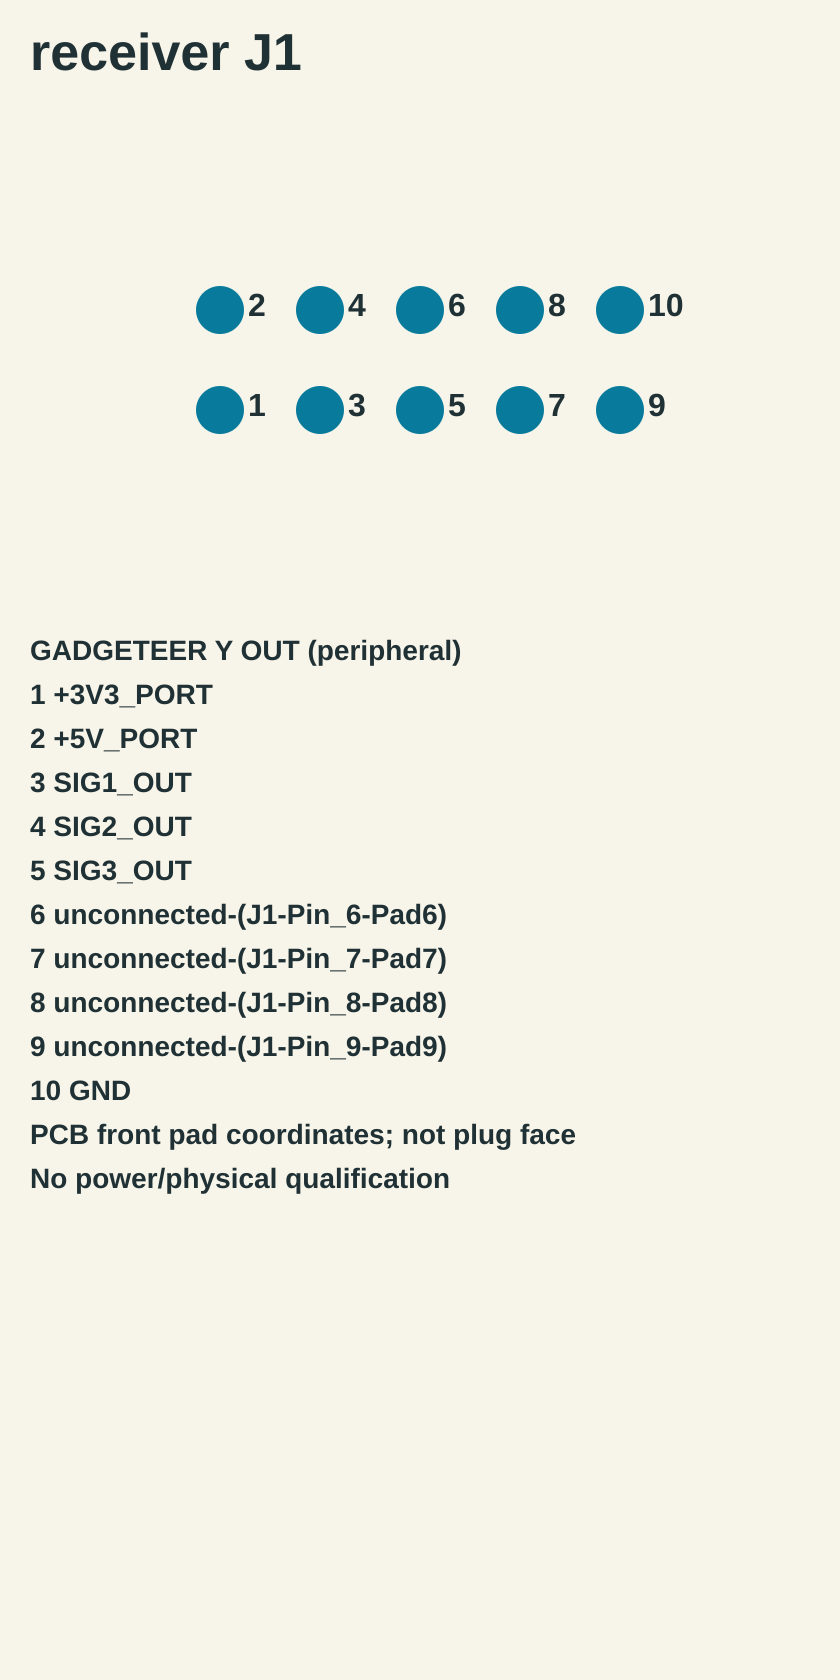 receiver J1
2 4 6 8 10
1 3 5 7 9
GADGETEER Y OUT (peripheral)
1 +3V3_PORT
2 +5V_PORT
3 SIG1_OUT
4 SIG2_OUT
5 SIG3_OUT
6 unconnected-(J1-Pin_6-Pad6)
7 unconnected-(J1-Pin_7-Pad7)
8 unconnected-(J1-Pin_8-Pad8)
9 unconnected-(J1-Pin_9-Pad9)
10 GND
PCB front pad coordinates; not plug face
No power/physical qualification